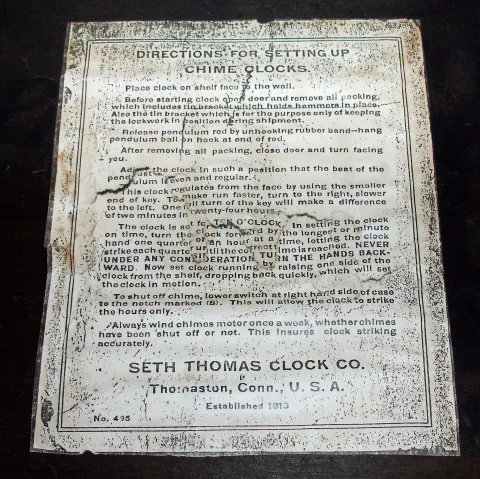 DIRECTIONS FOR SETTING UP
CHIME CLOCKS.
Place clock on shelf face to the wall.
Before starting clock open door and remove all packing,
which includes tin bracket which holds hammers in place.
Also the tin bracket which is for the purpose only of keeping
the lockwork in position during shipment.
Release pendulum rod by unhooking rubber band—hang
pendulum ball on hook at end of rod.
After removing all packing, close door and turn facing
you.
Adjust the clock in such a position that the beat of the
pendulum is even and regular.
This clock regulates from the face by using the smaller
end of key. To make run faster, turn to the right, slower
to the left. One full turn of the key will make a difference
of two minutes in twenty-four hours.
The clock is set for TEN O'CLOCK. In setting the clock
on time, turn the clock forward by the longest or minute
hand one quarter of an hour at a time, letting the clock
strike each quarter until the correct time is reached. NEVER
UNDER ANY CONSIDERATION TURN THE HANDS BACK-
WARD. Now set clock running by raising one side of the
clock from the shelf, dropping back quickly, which will set
the clock in motion.
To shut off chime, lower switch at right hand side of case
to the notch marked (S). This will allow the clock to strike
the hours only.
Always wind chimes motor once a week, whether chimes
have been shut off or not. This insures clock striking
accurately.
SETH THOMAS CLOCK CO.
Thomaston, Conn., U. S. A.
Established 1813
No. 495